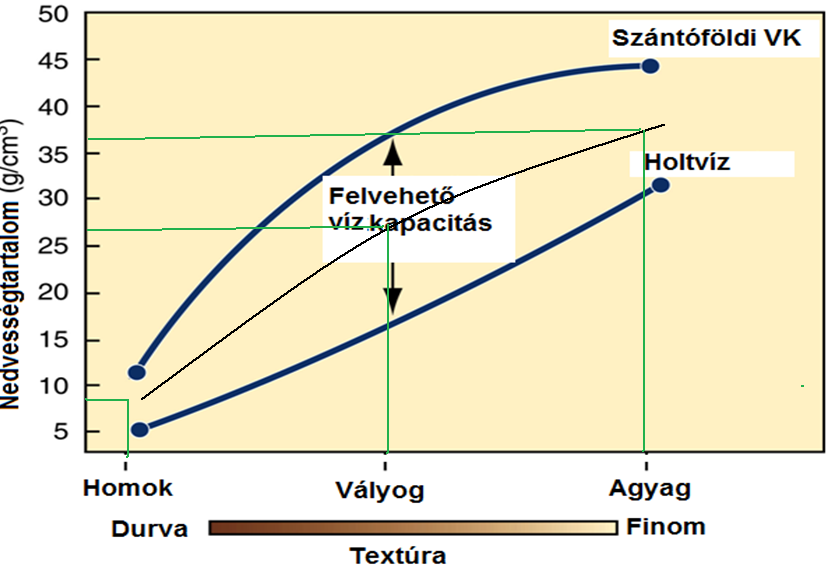 50
45
40
35
30
25
20
15
10
5
Nedvességtartalom (g/cm³)
Szántóföldi VK
Holtvíz
Felvehető
víz kapacitás
Homok
Vályog
Agyag
Durva
Finom
Textúra